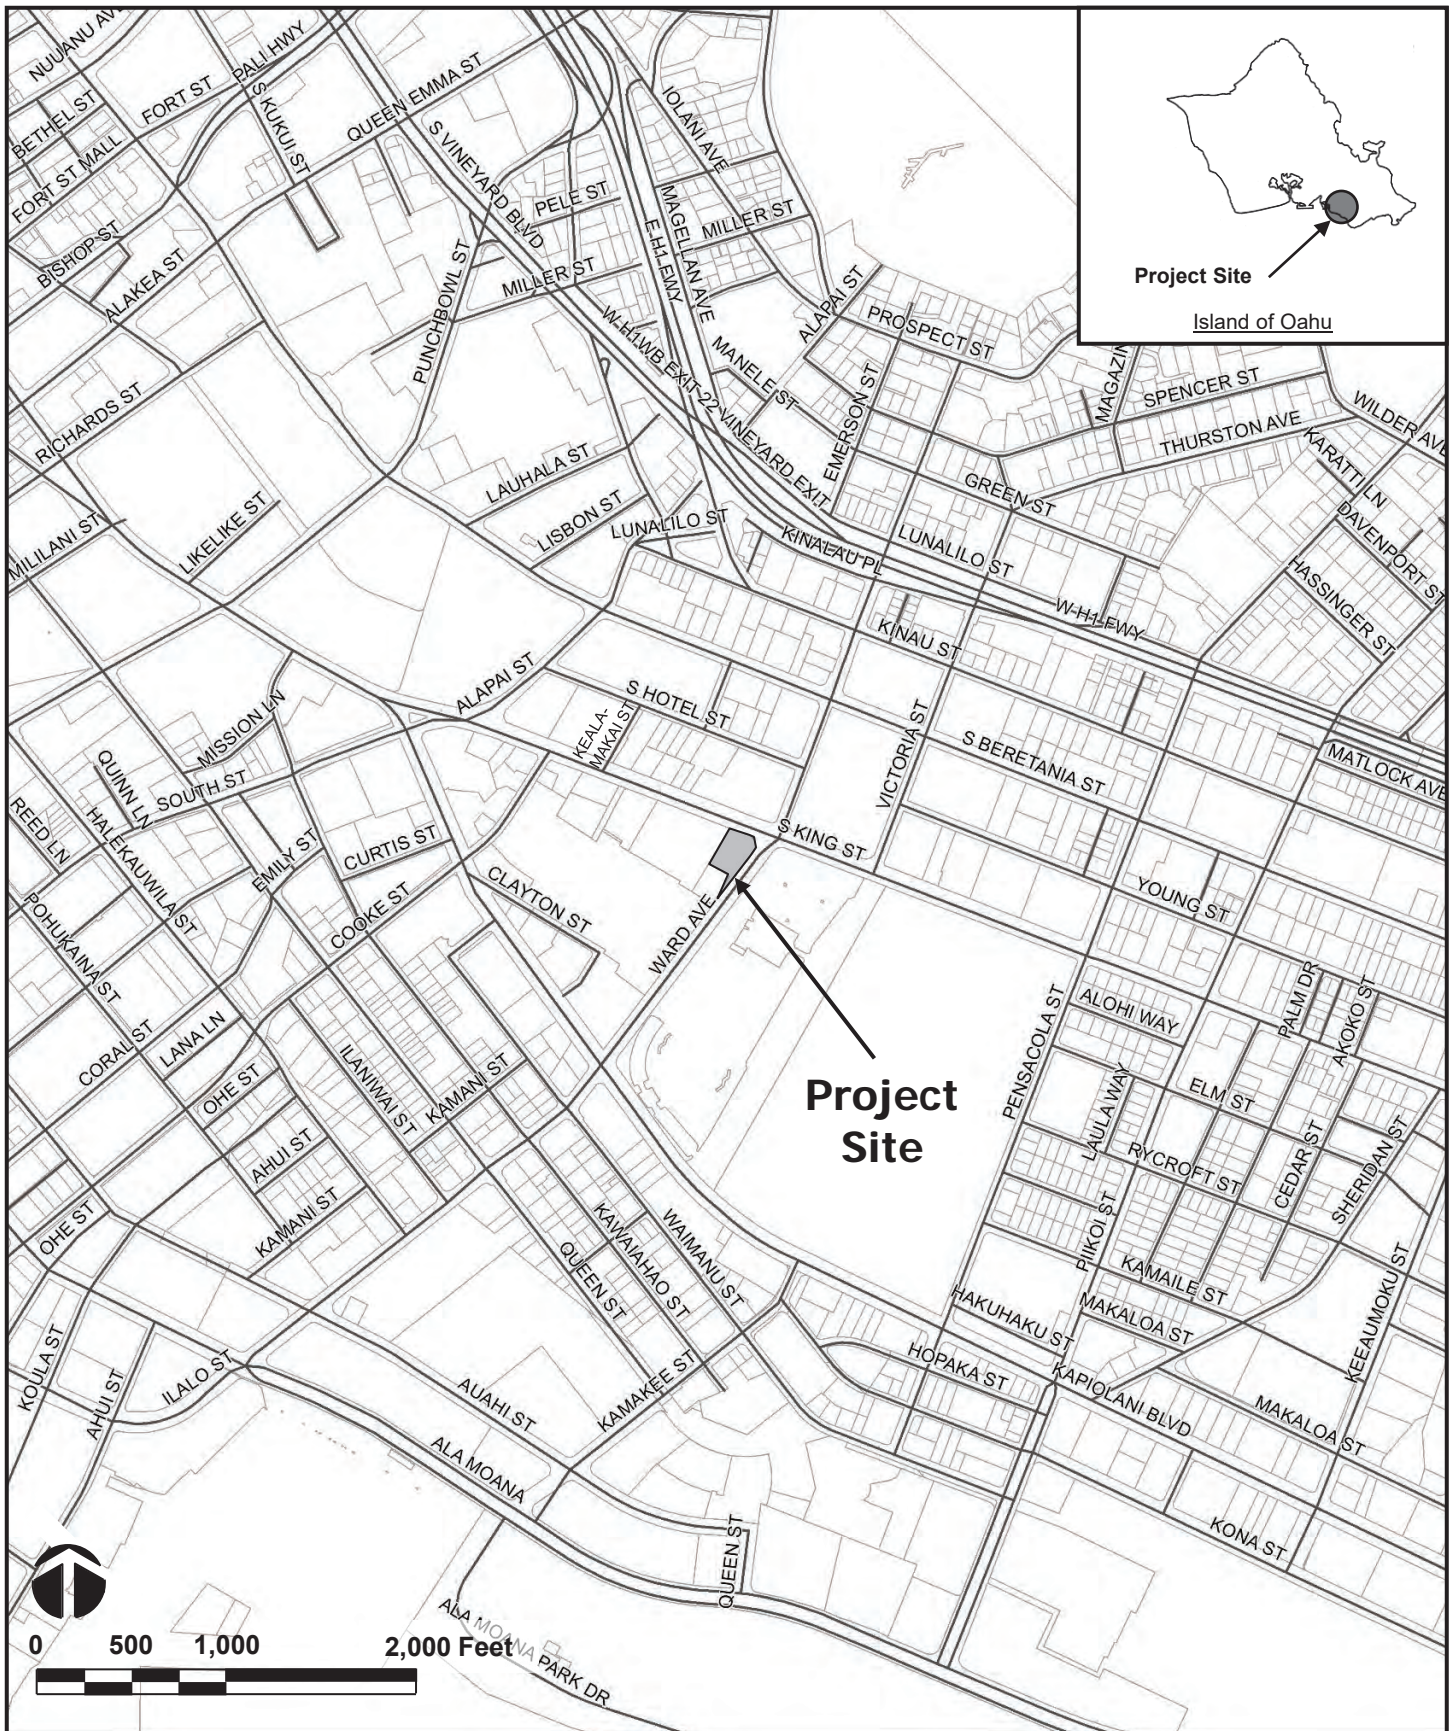 NUUANU AVE
PALI HWY
FORT ST
S KUKUI ST
QUEEN EMMA ST
BETHEL ST
FORT ST MALL
IOLANI AVE
S VINEYARD BLVD
PELE ST
MAGELLAN AVE
MILLER ST
E H1 FWY
BISHOP ST
ALAKEA ST
PUNCHBOWL ST
MILLER ST
Project Site
Island of Oahu
ALAPAI ST
PROSPECT ST
W-H1WB EXIT-22 VINEYARD EXIT
MANELE ST
EMERSON ST
MAGAZIN
SPENCER ST
WILDER AVE
THURSTON AVE
KARATTI LN
RICHARDS ST
LAUHALA ST
GREEN ST
DAVENPORT ST
LISBON ST
LUNALILO ST
KINALAU PL
LUNALILO ST
LIKELIKE ST
MILILANI ST
HASSINGER ST
W-H1 FWY
KINAU ST
ALAPAI ST
S HOTEL ST
KEALA-
MAKAI ST
MISSION LN
VICTORIA ST
S BERETANIA ST
MATLOCK AVE
QUINN LN
SOUTH ST
REED LN
HALEKAUWILA ST
EMILY ST
CURTIS ST
S KING ST
CLAYTON ST
YOUNG ST
COOKE ST
POHUKAINA ST
WARD AVE
PALM DR
AKOKO ST
ALOHI WAY
PENSACOLA ST
CORAL ST
LANA LN
ILANIWAI ST
OHE ST
KAMANI ST
Project
Site
LAULA WAY
ELM ST
AHUI ST
RYCROFT ST
CEDAR ST
SHERIDAN ST
KAMANI ST
OHE ST
KAWAIAHAO ST
WAIMANU ST
QUEEN ST
PIIKOI ST
KAMAILE ST
KEEAUMOKU ST
HAKUHAKU ST
MAKALOA ST
HOPAKA ST
KAPIOLANI BLVD
MAKALOA ST
KOULA ST
AHUI ST
ILALO ST
AUAHI ST
KAMAKEE ST
ALA MOANA
KONA ST
QUEEN ST
ALA MOANA PARK DR
0 500 1,000 2,000 Feet